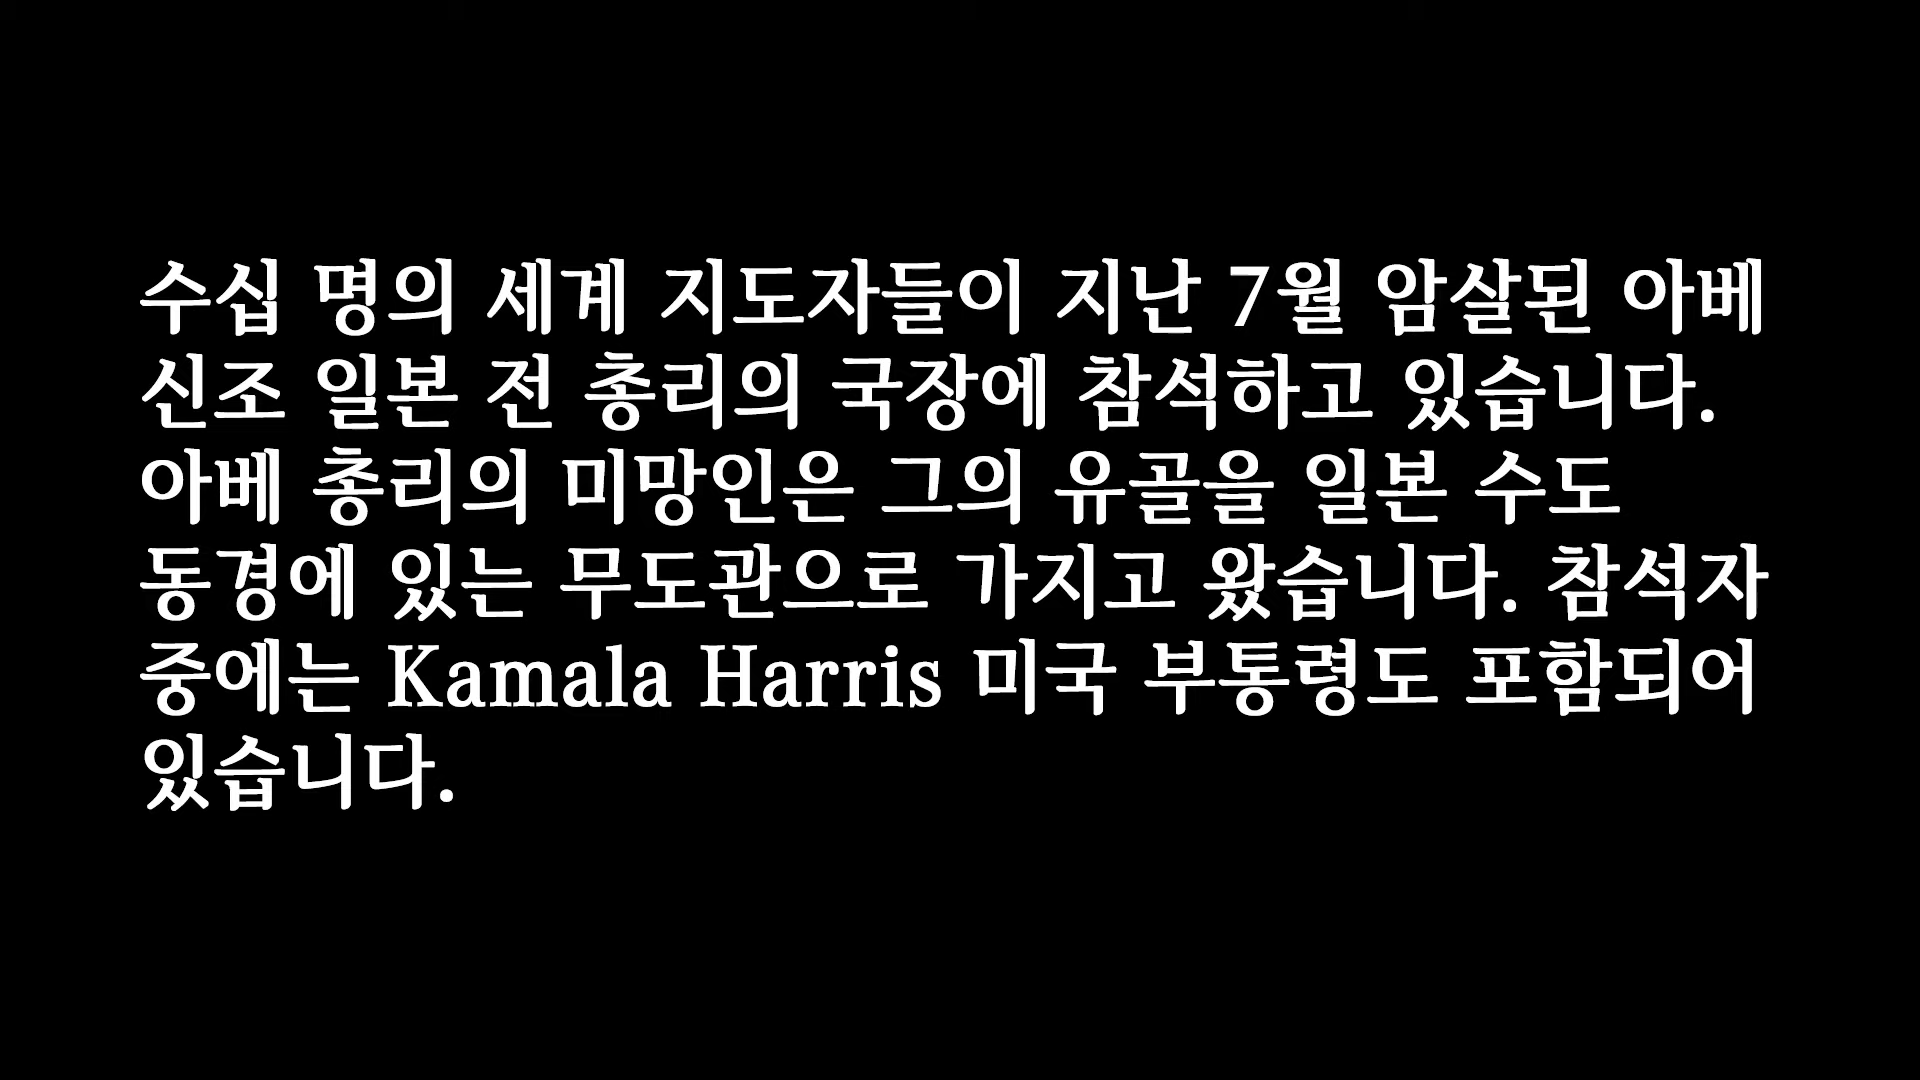 수십 명의 세계 지도자들이 지난 7월 암살된 아베
신조 일본 전 총리의 국장에 참석하고 있습니다.
아베 총리의 미망인은 그의 유골을 일본 수도
동경에 있는 무도관으로 가지고 왔습니다. 참석자
중에는 Kamala Harris 미국 부통령도 포함되어
있습니다.